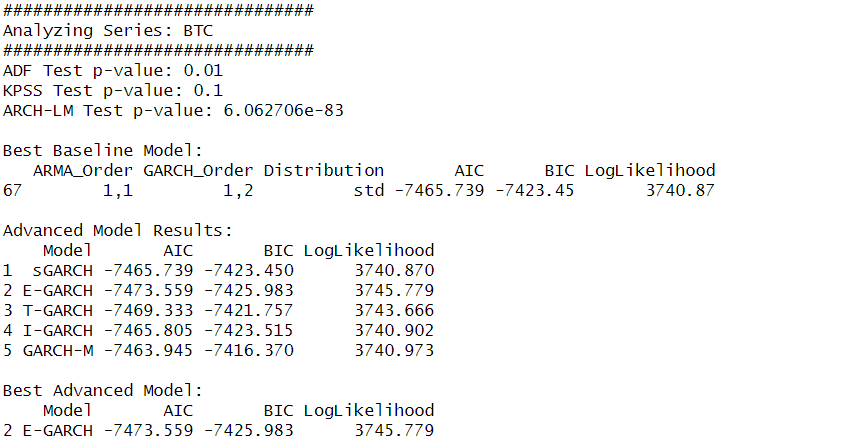 ###############################
Analyzing Series: BTC
###############################
ADF Test p-value: 0.01
KPSS Test p-value: 0.1
ARCH-LM Test p-value: 6.062706e-83

Best Baseline Model:
   ARMA_Order GARCH_Order Distribution       AIC      BIC LogLikelihood
67        1,1         1,2          std -7465.739 -7423.45       3740.87

Advanced Model Results:
    Model       AIC       BIC LogLikelihood
1  sGARCH -7465.739 -7423.450      3740.870
2 E-GARCH -7473.559 -7425.983      3745.779
3 T-GARCH -7469.333 -7421.757      3743.666
4 I-GARCH -7465.805 -7423.515      3740.902
5 GARCH-M -7463.945 -7416.370      3740.973

Best Advanced Model:
    Model       AIC       BIC LogLikelihood
2 E-GARCH -7473.559 -7425.983      3745.779